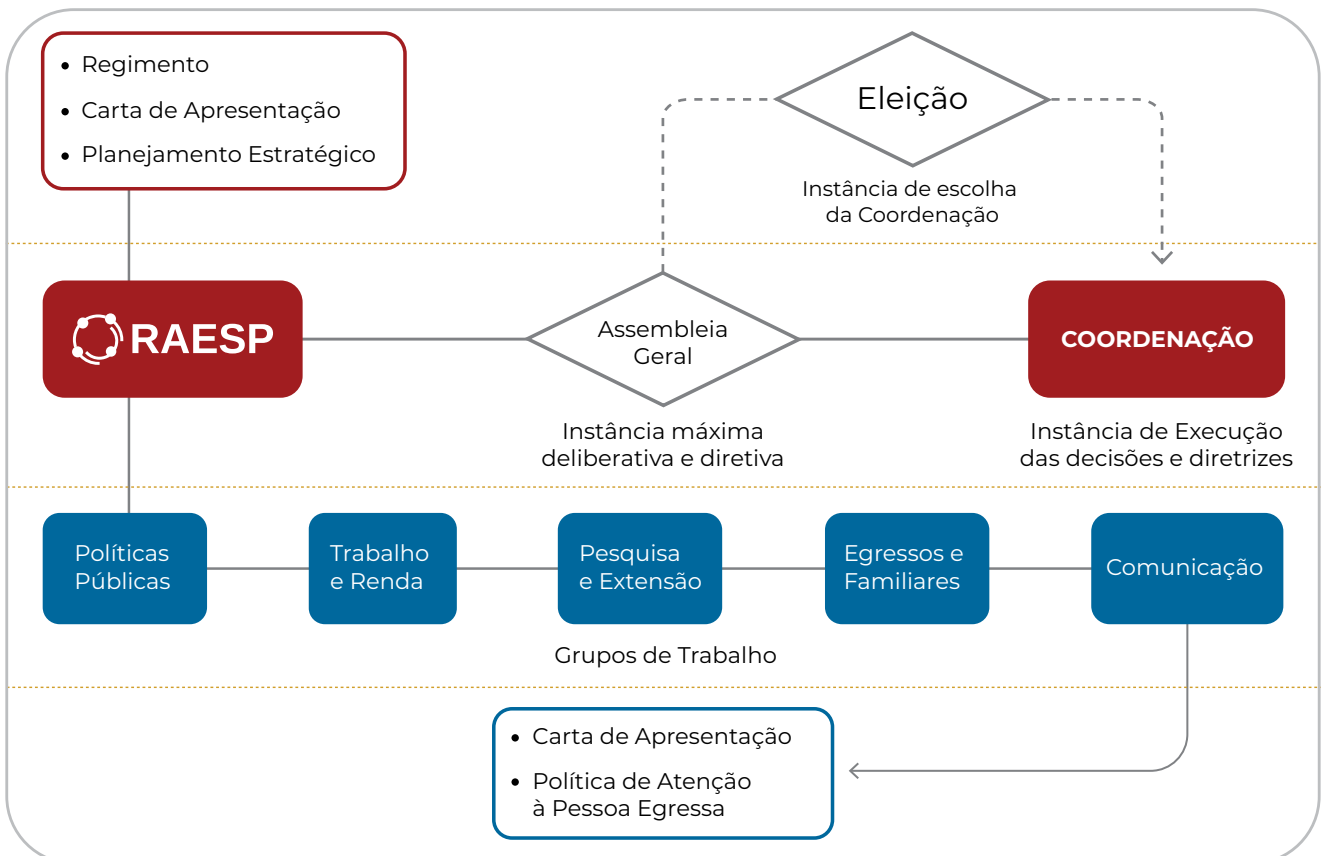 • Regimento
• Carta de Apresentação
• Planejamento Estratégico
Eleição
Instância de escolha
da Coordenação
RAESP
Assembleia
Geral
COORDENAÇÃO
Instância máxima
deliberativa e diretiva
Instância de Execução
das decisões e diretrizes
Políticas
Públicas
Trabalho
e Renda
Pesquisa
e Extensão
Egressos e
Familiares
Comunicação
Grupos de Trabalho
• Carta de Apresentação
• Política de Atenção
à Pessoa Egressa